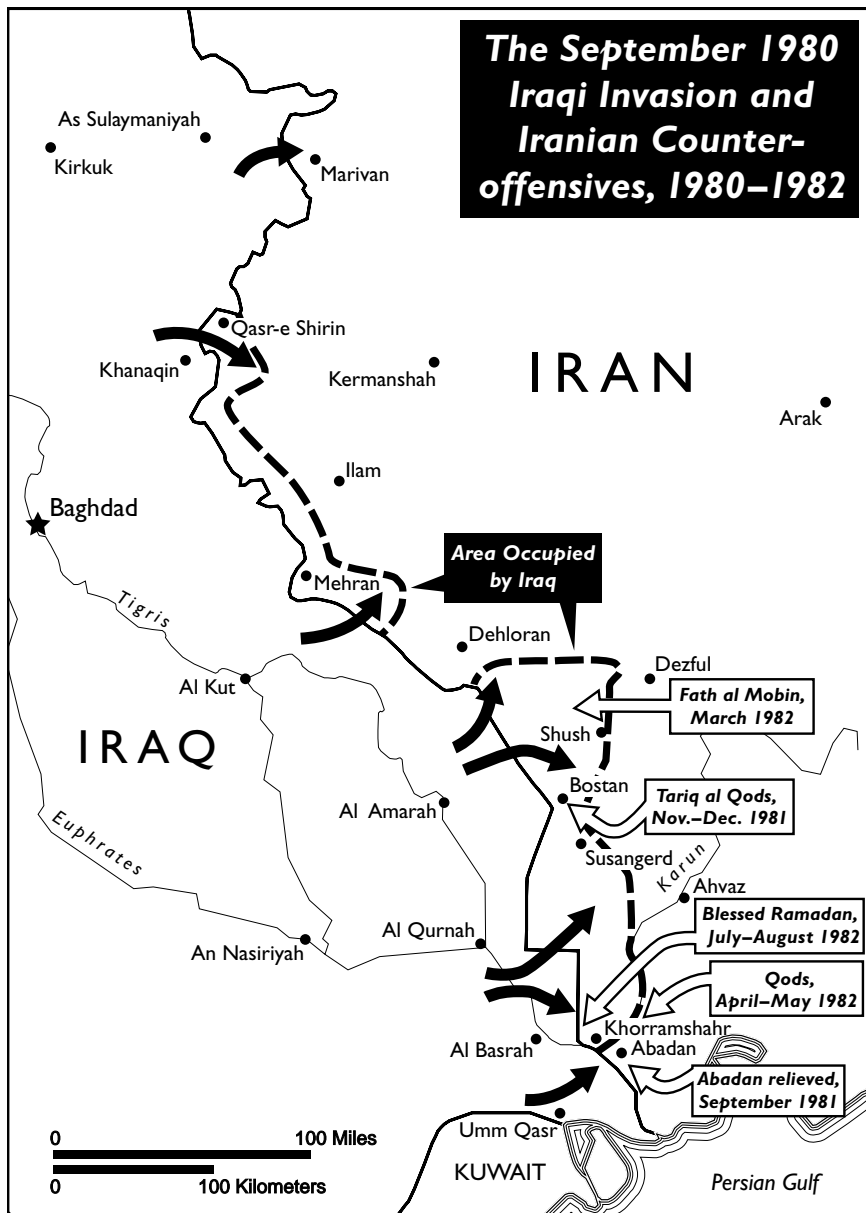 The September 1980
Iraqi Invasion and
Iranian Counter-
offensives, 1980–1982
As Sulaymaniyah
Kirkuk
Marivan
Qasr-e Shirin
Khanaqin
Kermanshah
IRAN
Arak
Ilam
Baghdad
Area Occupied
by Iraq
Mehran
Tigris
Dehloran
Al Kut
Dezful
Fath al Mobin,
March 1982
IRAQ
Shush
Bostan
Tariq al Qods,
Nov.–Dec. 1981
Al Amarah
Euphrates
Susangerd
Karun
Ahvaz
Blessed Ramadan,
July–August 1982
An Nasiriyah
Al Qurnah
Qods,
April–May 1982
Khorramshahr
Al Basrah
Abadan
Abadan relieved,
September 1981
Umm Qasr
0 100 Miles
0 100 Kilometers
KUWAIT
Persian Gulf